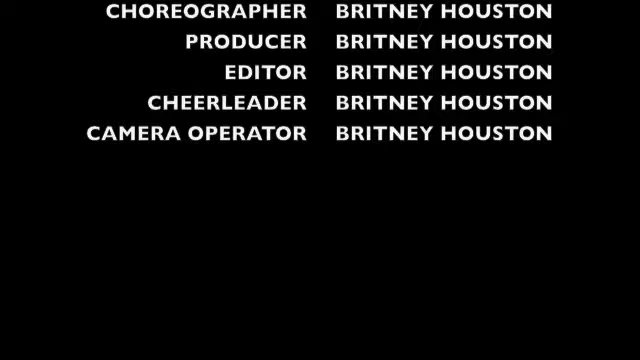 CHOREOGRAPHER BRITNEY HOUSTON
PRODUCER BRITNEY HOUSTON
EDITOR BRITNEY HOUSTON
CHEERLEADER BRITNEY HOUSTON
CAMERA OPERATOR BRITNEY HOUSTON